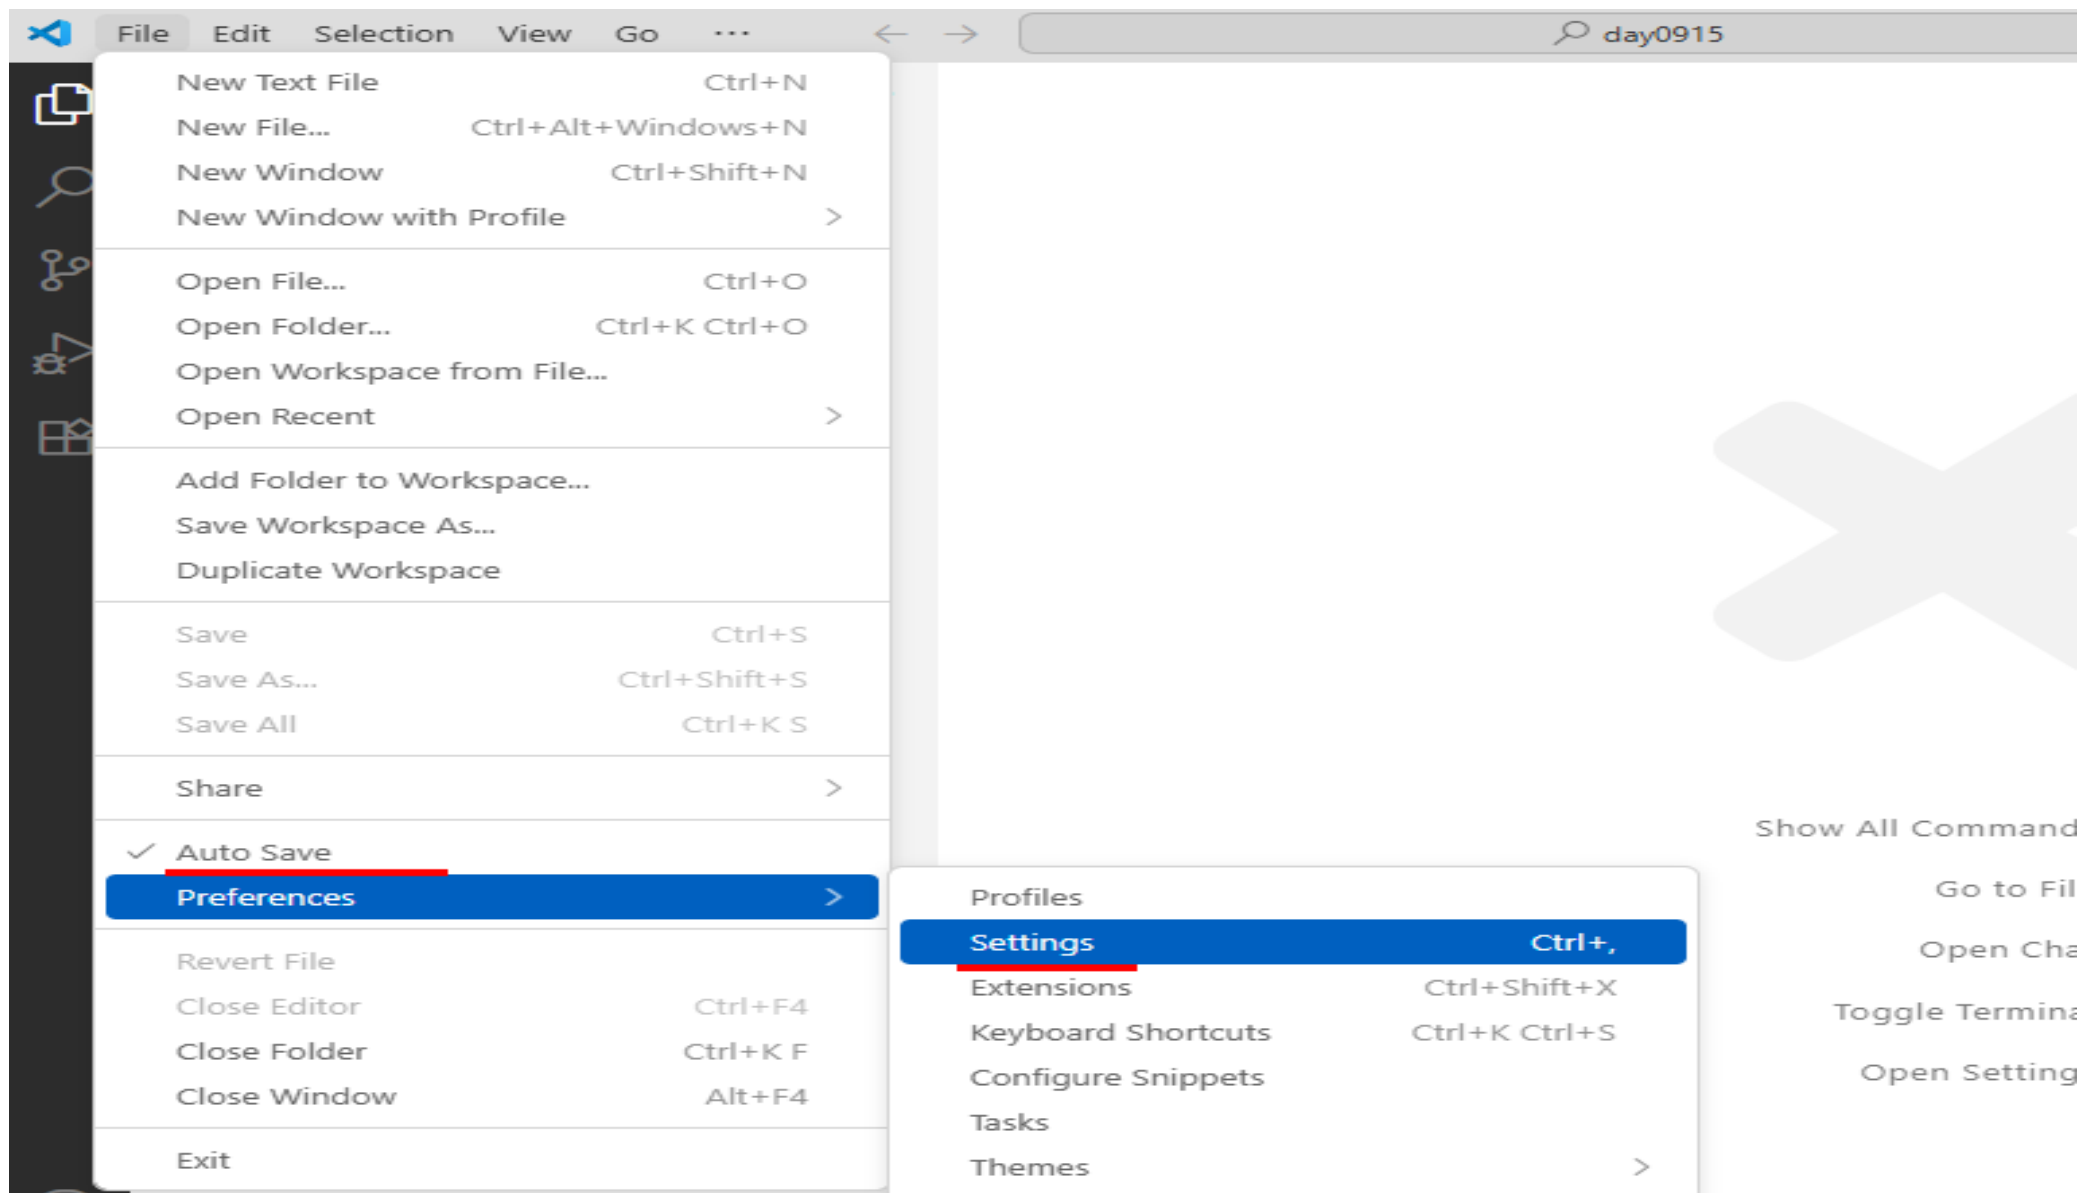 File Edit Selection View Go ··· day0915
New Text File Ctrl+N
New File... Ctrl+Alt+Windows+N
New Window Ctrl+Shift+N
New Window with Profile
Open File... Ctrl+O
Open Folder... Ctrl+K Ctrl+O
Open Workspace from File...
Open Recent
Add Folder to Workspace...
Save Workspace As...
Duplicate Workspace
Save Ctrl+S
Save As... Ctrl+Shift+S
Save All Ctrl+K S
Share
Auto Save
Preferences
Revert File
Close Editor Ctrl+F4
Close Folder Ctrl+K F
Close Window Alt+F4
Exit
Profiles
Settings Ctrl+,
Extensions Ctrl+Shift+X
Keyboard Shortcuts Ctrl+K Ctrl+S
Configure Snippets
Tasks
Themes
Show All Command
Go to Fil
Open Cha
Toggle Termina
Open Setting